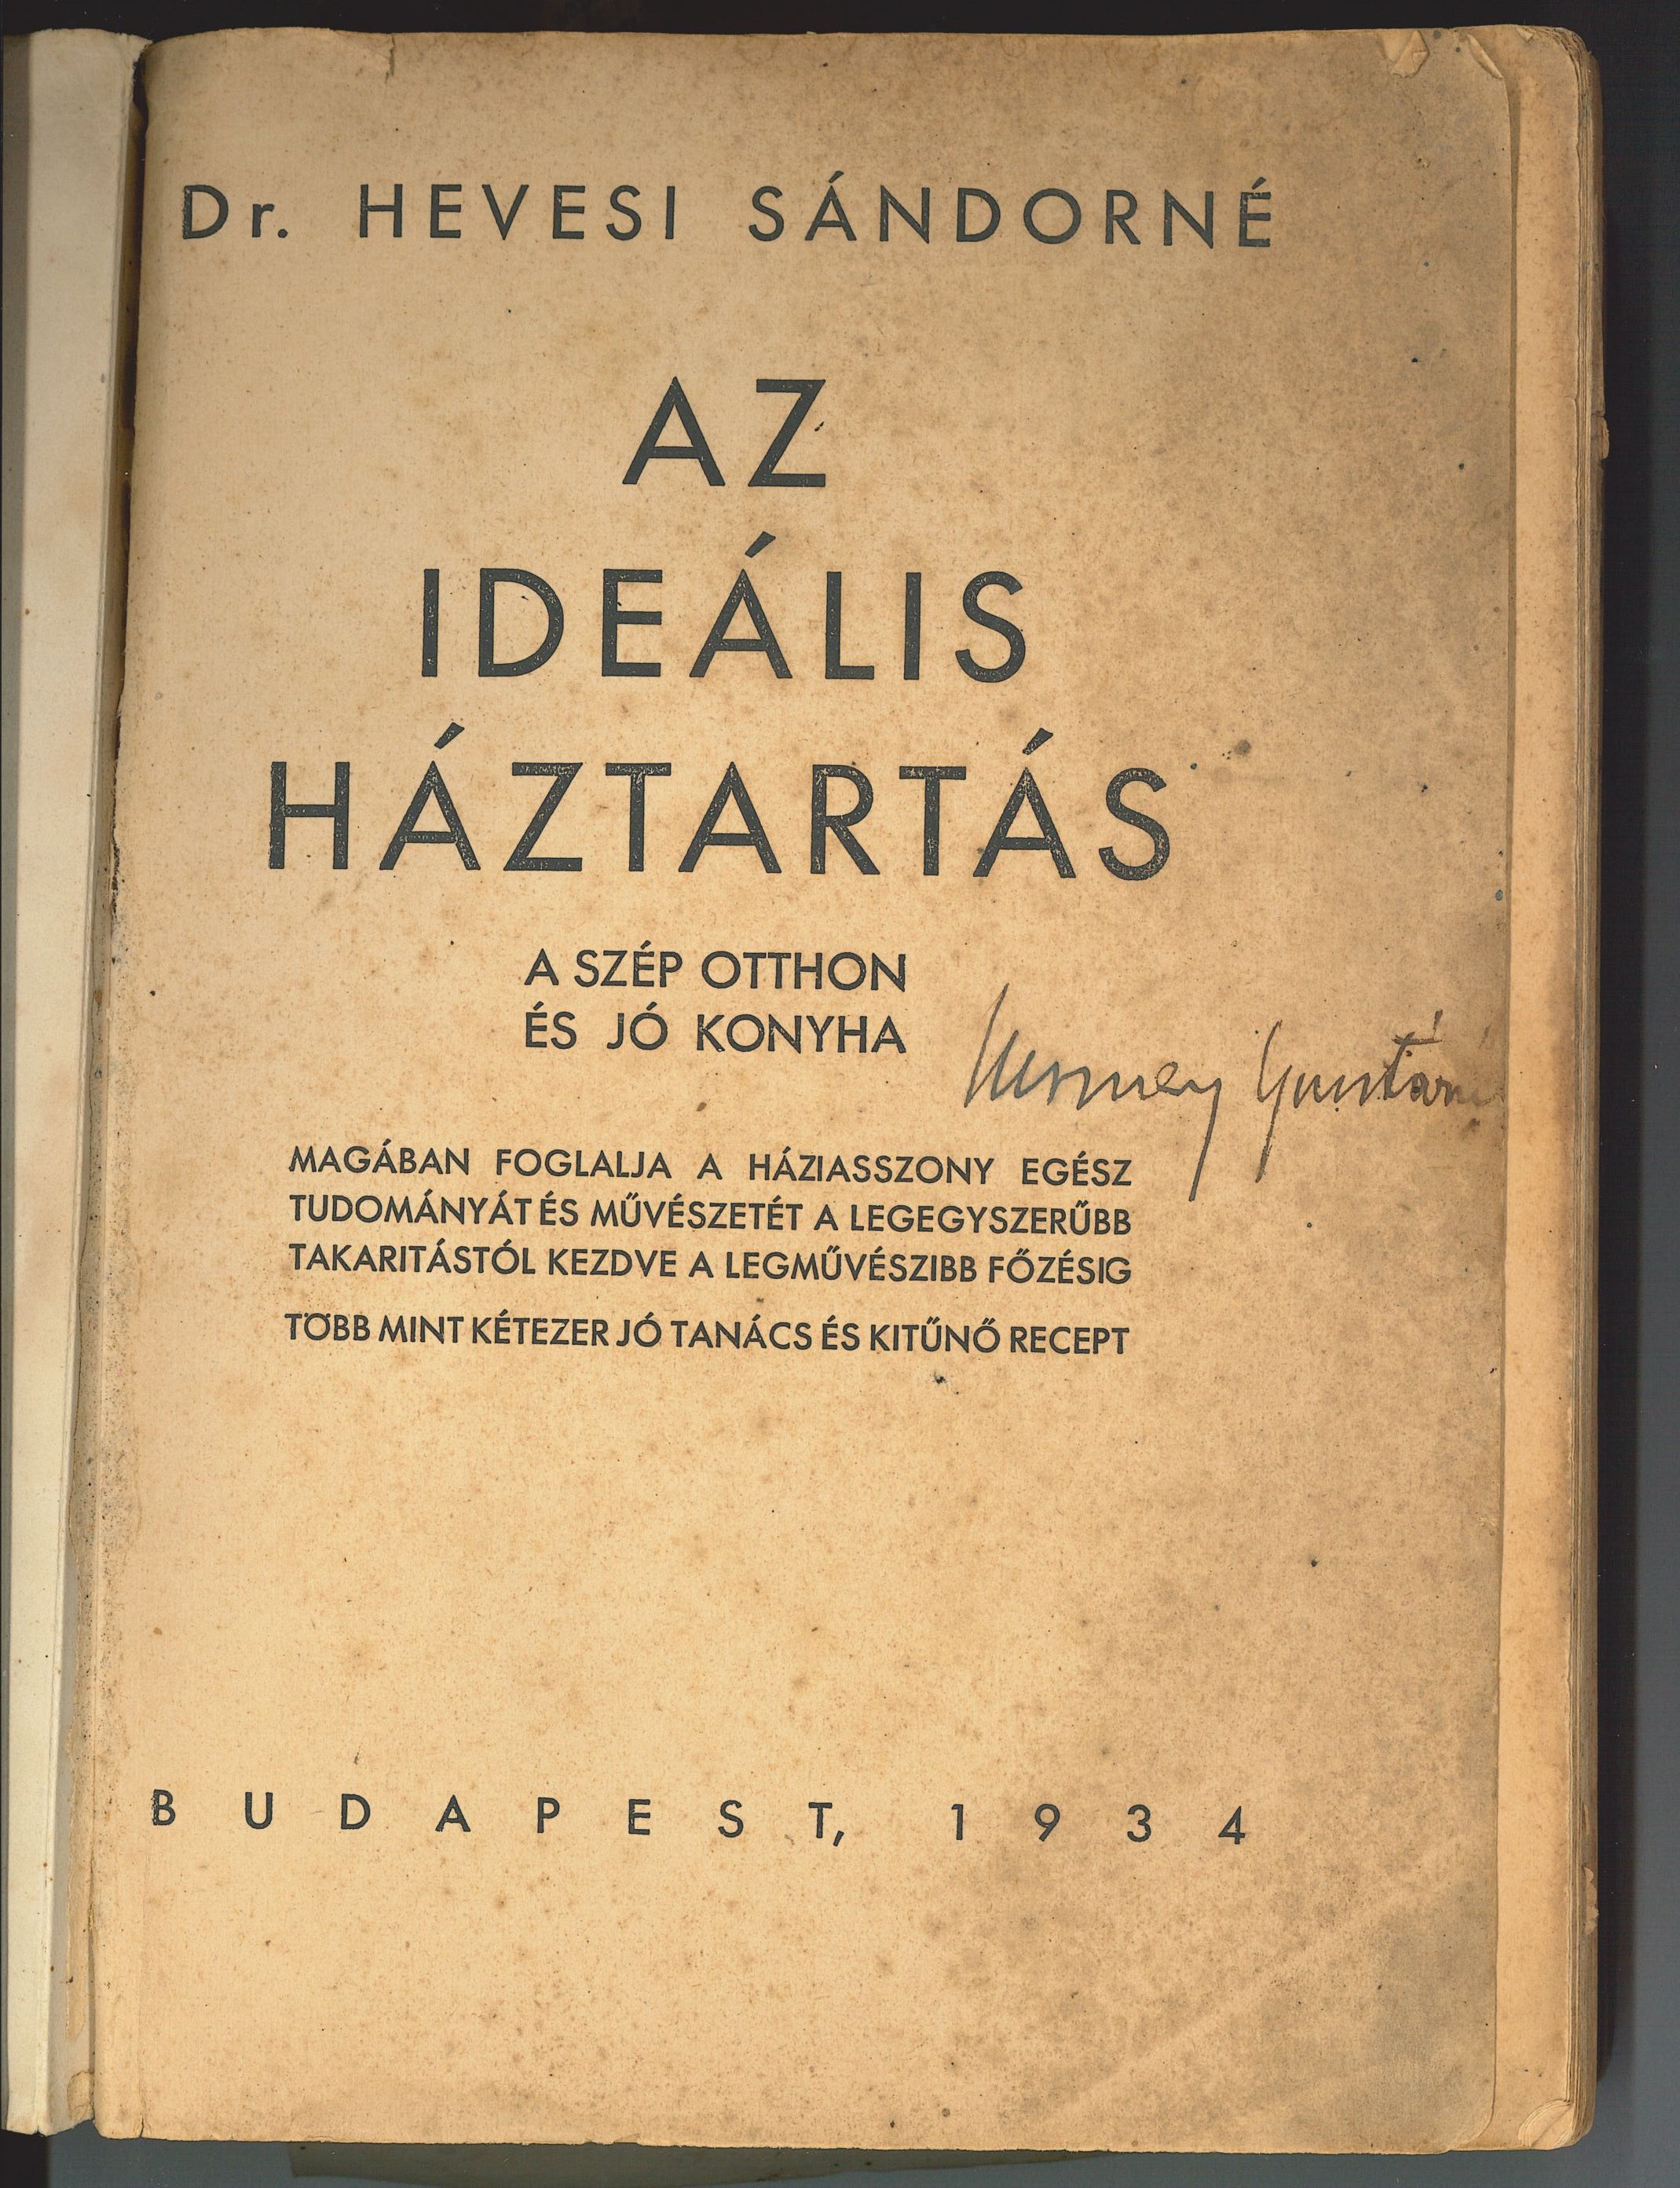 Dr. HEVESI SÁNDORNÉ
AZ
IDEÁLIS
HÁZTARTÁS
A SZÉP OTTHON
ÉS JÓ KONYHA
MAGÁBAN FOGLALJA A HÁZIASSZONY EGÉSZ
TUDOMÁNYÁT ÉS MŰVÉSZETÉT A LEGEGYSZERŰBB
TAKARITÁSTÓL KEZDVE A LEGMŰVÉSZIBB FŐZÉSIG
TÖBB MINT KÉTEZER JÓ TANÁCS ÉS KITŰNŐ RECEPT
BUDAPEST, 1934